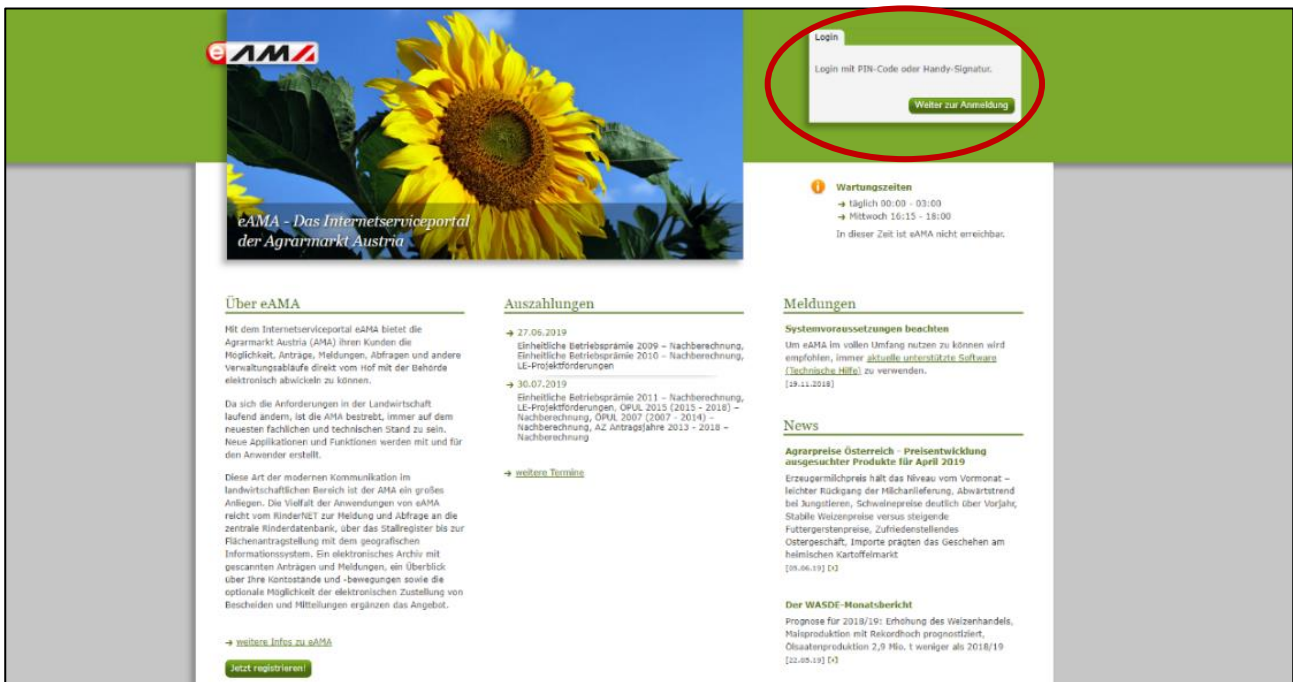 eAMA
Login
Login mit PIN-Code oder Handy-Signatur.
Weiter zur Anmeldung
eAMA - Das Internetserviceportal
der Agrarmarkt Austria
Wartungszeiten
täglich 00:00 - 03:00
Mittwoch 16:15 - 18:00
In dieser Zeit ist eAMA nicht erreichbar.
Über eAMA
Mit dem Internetserviceportal eAMA bietet die
Agrarmarkt Austria (AMA) ihren Kunden die
Möglichkeit, Anträge, Meldungen, Abfragen und andere
Verwaltungsabläufe direkt vom Hof mit der Behörde
elektronisch abwickeln zu können.
Da sich die Anforderungen in der Landwirtschaft
laufend ändern, ist die AMA bestrebt, immer auf dem
neuesten fachlichen und technischen Stand zu sein.
Neue Applikationen und Funktionen werden mit und für
den Anwender erstellt.
Diese Art der modernen Kommunikation im
landwirtschaftlichen Bereich ist der AMA ein großes
Anliegen. Die Vielfalt der Anwendungen von eAMA
reicht vom RinderNET zur Meldung und Abfrage an die
zentrale Rinderdatenbank, über das Stallregister bis zur
Flächenantragstellung mit dem geografischen
Informationssystem. Ein elektronisches Archiv mit
gescannten Anträgen und Meldungen, ein Überblick
über Ihre Kontostände und -bewegungen sowie die
optionale Möglichkeit der elektronischen Zustellung von
Bescheiden und Mitteilungen ergänzen das Angebot.
weitere Infos zu eAMA
Jetzt registrieren!
Auszahlungen
27.06.2019
Einheitliche Betriebsprämie 2009 – Nachberechnung,
Einheitliche Betriebsprämie 2010 – Nachberechnung,
LE-Projektförderungen
30.07.2019
Einheitliche Betriebsprämie 2011 – Nachberechnung,
LE-Projektförderungen, ÖPUL 2015 (2015 - 2018) –
Nachberechnung, ÖPUL 2007 (2007 - 2014) –
Nachberechnung, AZ Antragsjahre 2013 - 2018 –
Nachberechnung
weitere Termine
Meldungen
Systemvoraussetzungen beachten
Um eAMA im vollen Umfang nutzen zu können wird
empfohlen, immer aktuelle unterstützte Software
(Technische Hilfe) zu verwenden.
[19.11.2018]
News
Agrarpreise Österreich - Preisentwicklung
ausgesuchter Produkte für April 2019
Erzeugermilchpreis hält das Niveau vom Vormonat –
leichter Rückgang der Milchanlieferung, Abwärtstrend
bei Jungstieren, Schweinepreise deutlich über Vorjahr,
Stabile Weizenpreise versus steigende
Futtergerstenpreise, Zufriedenstellendes
Ostergeschäft, Importe prägten das Geschehen am
heimischen Kartoffelmarkt
[05.06.19]
Der WASDE-Monatsbericht
Prognose für 2018/19: Erhöhung des Weizenhandels,
Maisproduktion mit Rekordhoch prognostiziert,
Ölsaatenproduktion 2,9 Mio. t weniger als 2018/19
[22.05.19]